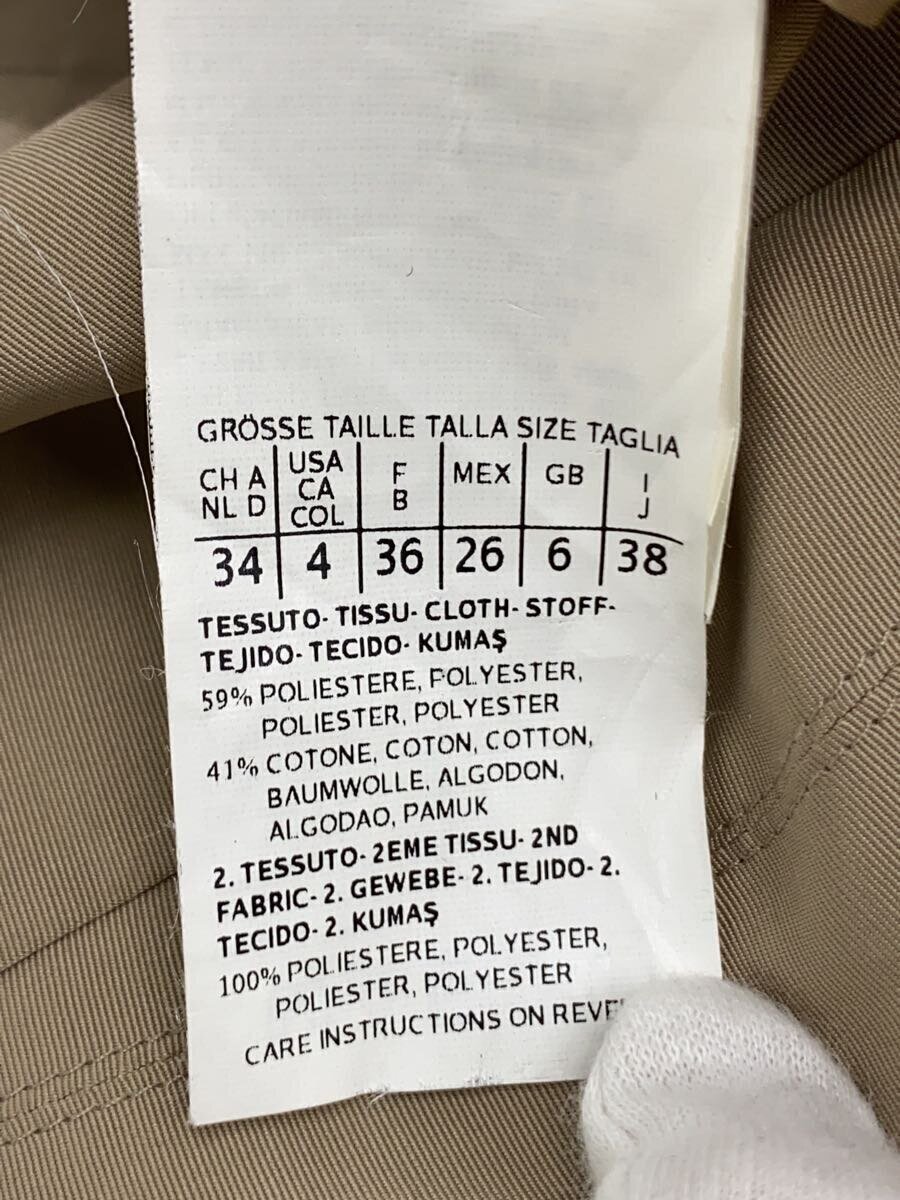 GRÖSSE TAILLE TALLA SIZE TAGLIA
CH A NL D USA CA COL F B MEX GB I J
34 4 36 26 6 38
TESSUTO- TISSU- CLOTH- STOFF-
TEJIDO- TECIDO- KUMAŞ
59% POLIESTERE, POLYESTER,
POLIESTER, POLYESTER
41% COTONE, COTON, COTTON,
BAUMWOLLE, ALGODON,
ALGODAO, PAMUK
2. TESSUTO- 2EME TISSU- 2ND
FABRIC- 2. GEWEBE- 2. TEJIDO- 2.
TECIDO- 2. KUMAŞ
100% POLIESTERE, POLYESTER,
POLIESTER, POLYESTER
CARE INSTRUCTIONS ON